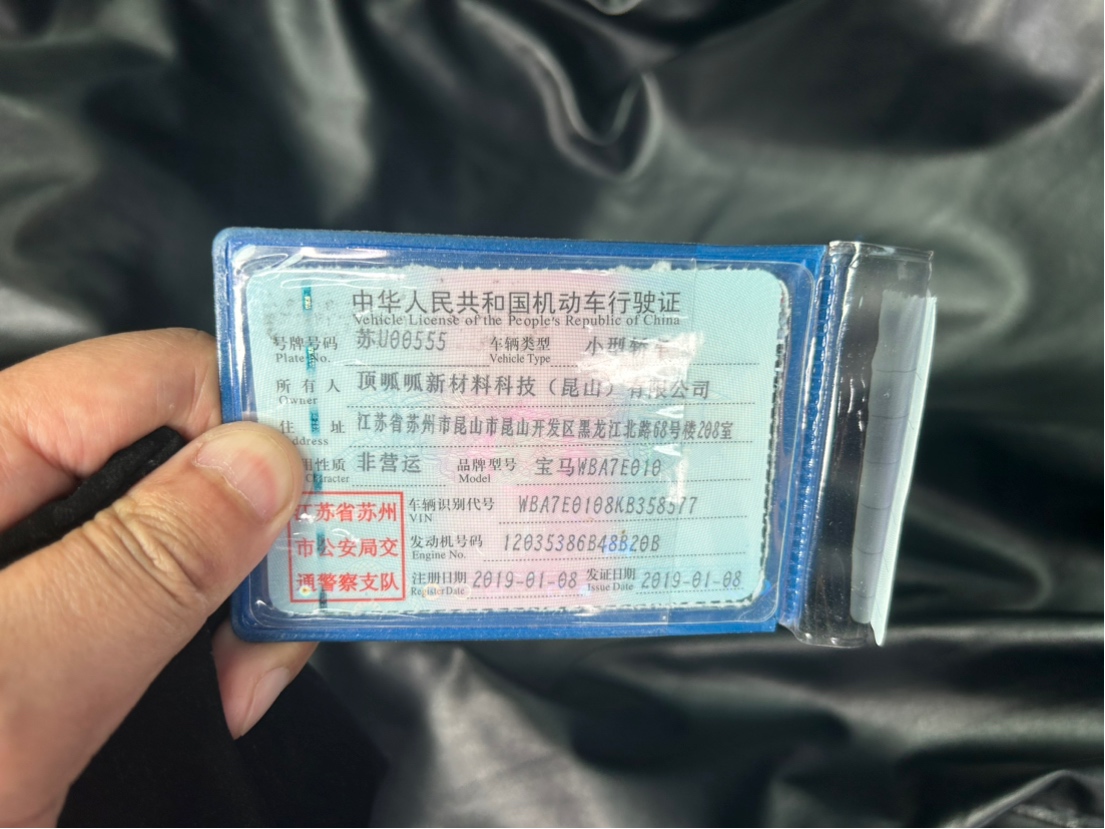 中华人民共和国机动车行驶证
Vehicle License of the People's Republic of China
号牌号码 苏U00555 车辆类型 小型轿车
Plate No. Vehicle Type
所有人 顶呱呱新材料科技（昆山）有限公司
Owner
住 址 江苏省苏州市昆山市昆山开发区黑龙江北路68号楼208室
ddress
用性质 非营运 品牌型号 宝马WBA7E010
Character Model
江苏省苏州
市公安局交
通警察支队
车辆识别代号 WBA7E0108KB358577
VIN
发动机号码 12035386B48B20B
Engine No.
注册日期 2019-01-08 发证日期 2019-01-08
Register Date Issue Date